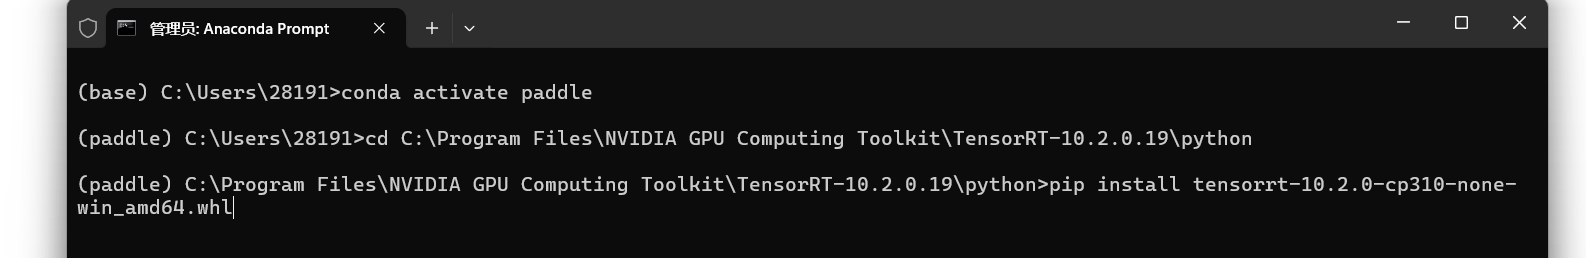 管理员: Anaconda Prompt
(base) C:\Users\28191>conda activate paddle
(paddle) C:\Users\28191>cd C:\Program Files\NVIDIA GPU Computing Toolkit\TensorRT-10.2.0.19\python
(paddle) C:\Program Files\NVIDIA GPU Computing Toolkit\TensorRT-10.2.0.19\python>pip install tensorrt-10.2.0-cp310-none-
win_amd64.whl